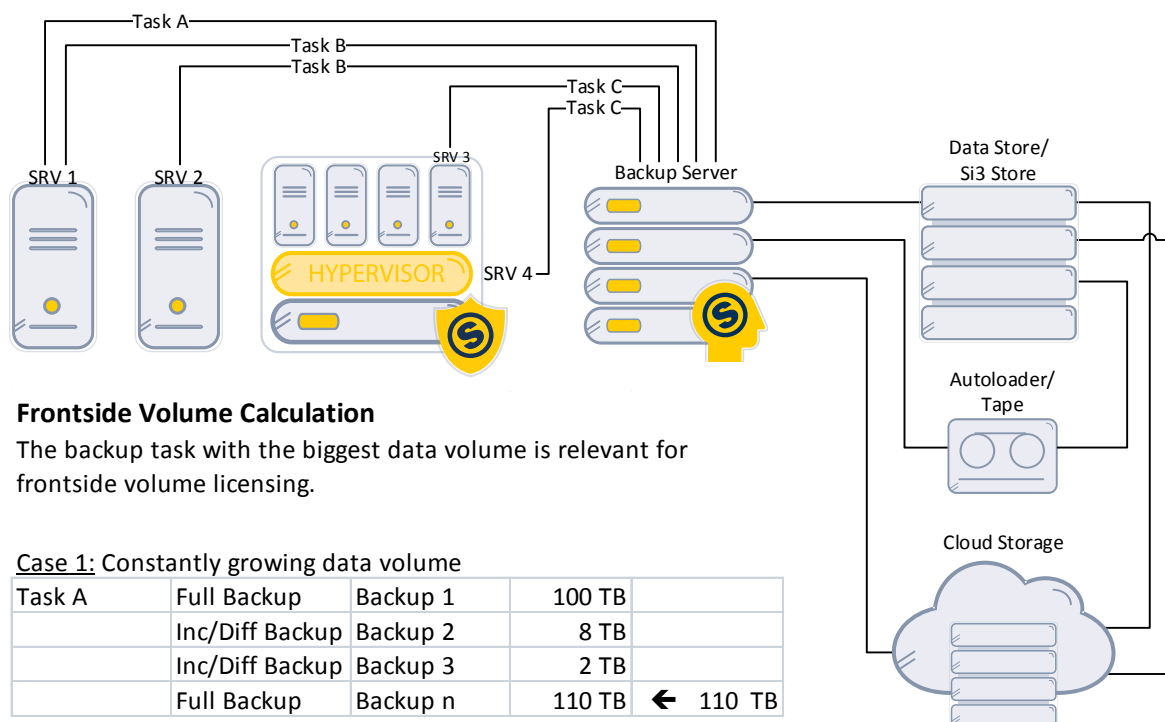 Task A
Task B
Task B
Task C
Task C
SRV 1
SRV 2
SRV 3
HYPERVISOR
SRV 4
Backup Server
Data Store/
Si3 Store
Autoloader/
Tape
Cloud Storage
Frontside Volume Calculation
The backup task with the biggest data volume is relevant for
frontside volume licensing.
Case 1: Constantly growing data volume
Task A Full Backup Backup 1 100 TB
Inc/Diff Backup Backup 2 8 TB
Inc/Diff Backup Backup 3 2 TB
Full Backup Backup n 110 TB 🡸 110 TB